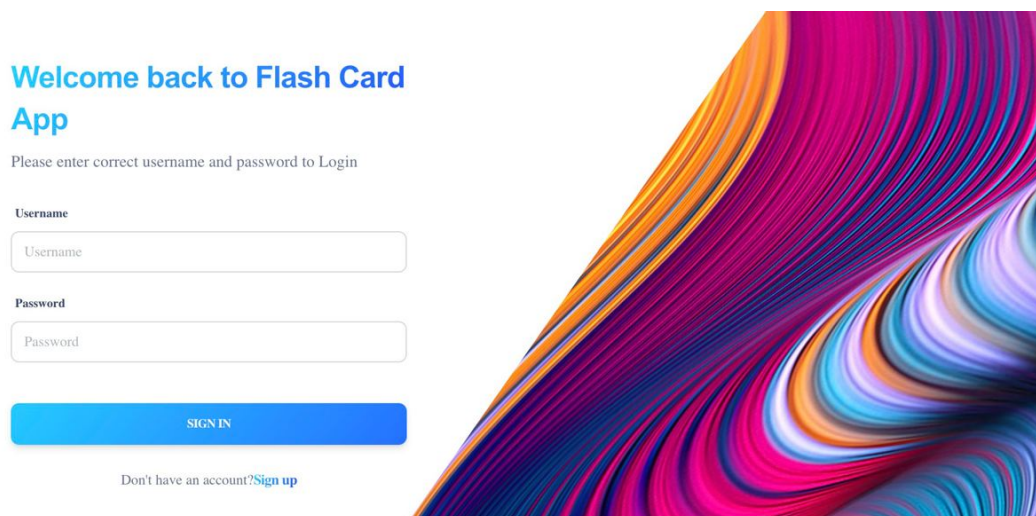 Welcome back to Flash Card
App
Please enter correct username and password to Login
Username
Username
Password
Password
SIGN IN
Don't have an account?Sign up